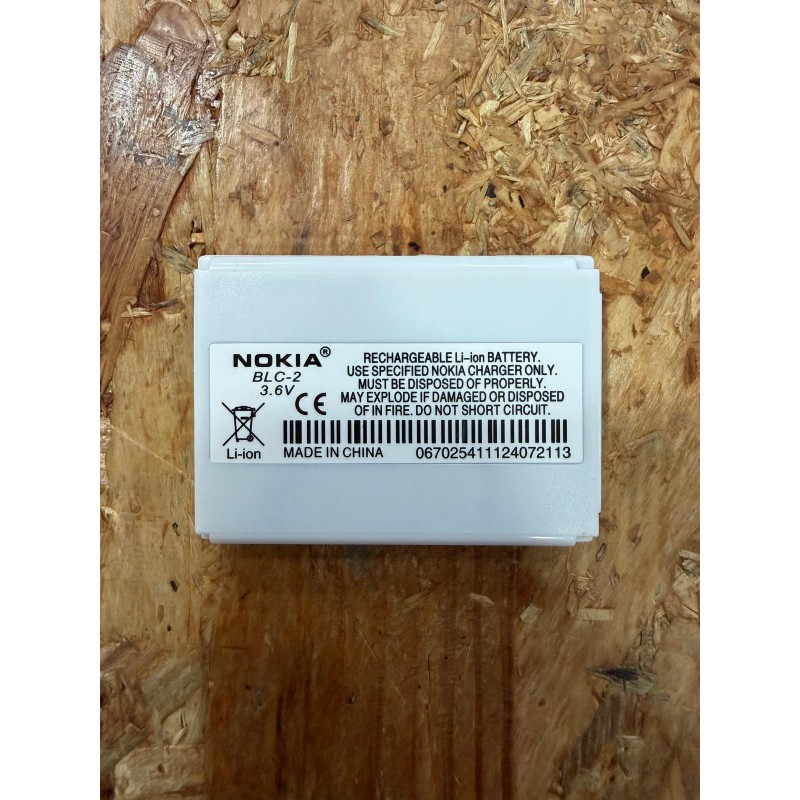 NOKIA®
BLC-2
3.6V
CE
Li-ion
RECHARGEABLE Li-ion BATTERY.
USE SPECIFIED NOKIA CHARGER ONLY.
MUST BE DISPOSED OF PROPERLY.
MAY EXPLODE IF DAMAGED OR DISPOSED
OF IN FIRE. DO NOT SHORT CIRCUIT.
MADE IN CHINA 0670254111240721​13